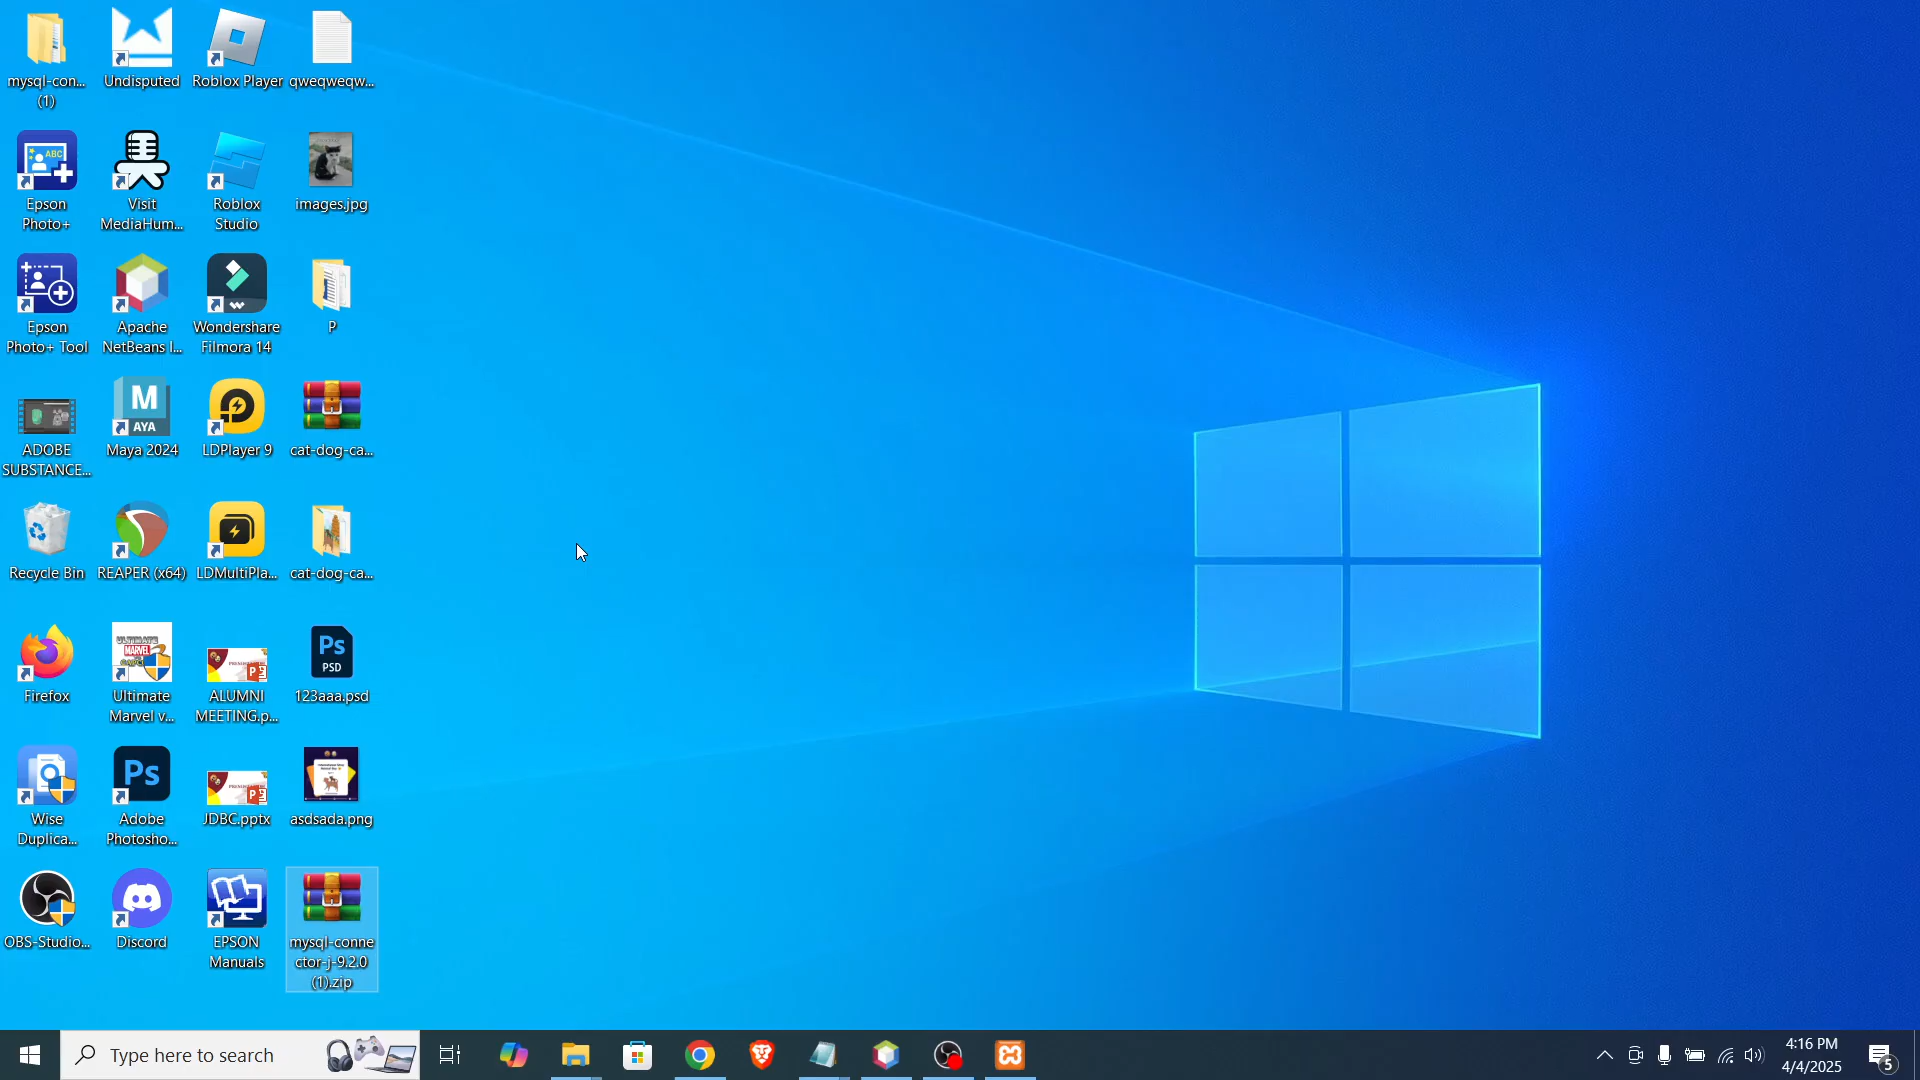 mysql-con...
(1)
Undisputed
Roblox Player
qweqweqw...
ABC
Epson
Photo+
Visit
MediaHum...
Roblox
Studio
images.jpg
Epson
Photo+ Tool
Apache
NetBeans I...
Wondershare
Filmora 14
P
M
AYA
ADOBE
SUBSTANCE...
Maya 2024
LDPlayer 9
cat-dog-ca...
Recycle Bin
REAPER (x64)
LDMultiPla...
cat-dog-ca...
Ps
PSD
Firefox
ULTIMATE
MARVEL
Ultimate
Marvel v...
ALUMNI
MEETING.p...
123aaa.psd
Wise
Duplica...
Ps
Adobe
Photosho...
JDBC.pptx
asdsada.png
OBS-Studio...
Discord
EPSON
Manuals
mysql-conne
ctor-j-9.2.0
(1).zip
Type here to search
4:16 PM
4/4/2025
5